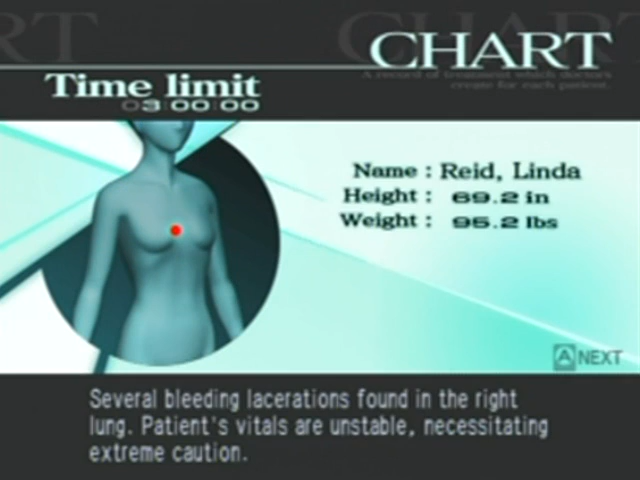 CHART
A record of treatment which doctors
create for each patient.
Time limit
03:00:00
Name : Reid, Linda
Height : 69.2 in
Weight : 95.2 lbs
A NEXT
Several bleeding lacerations found in the right
lung. Patient's vitals are unstable, necessitating
extreme caution.